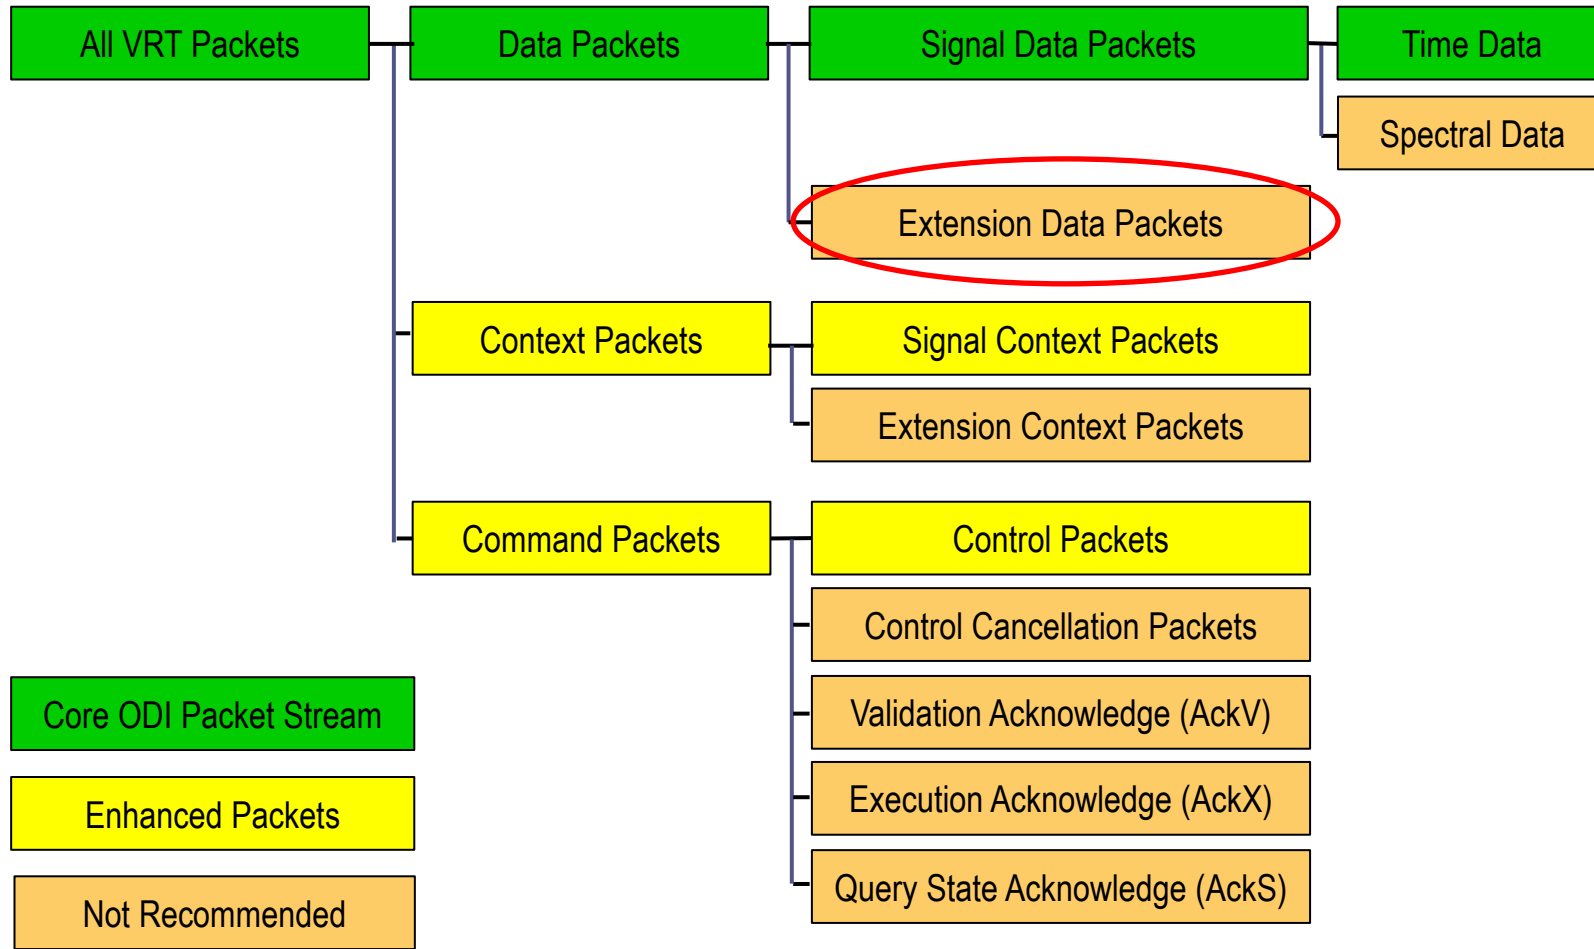 All VRT Packets
Data Packets
Signal Data Packets
Time Data
Spectral Data
Extension Data Packets
Context Packets
Signal Context Packets
Extension Context Packets
Command Packets
Control Packets
Control Cancellation Packets
Validation Acknowledge (AckV)
Execution Acknowledge (AckX)
Query State Acknowledge (AckS)
Core ODI Packet Stream
Enhanced Packets
Not Recommended